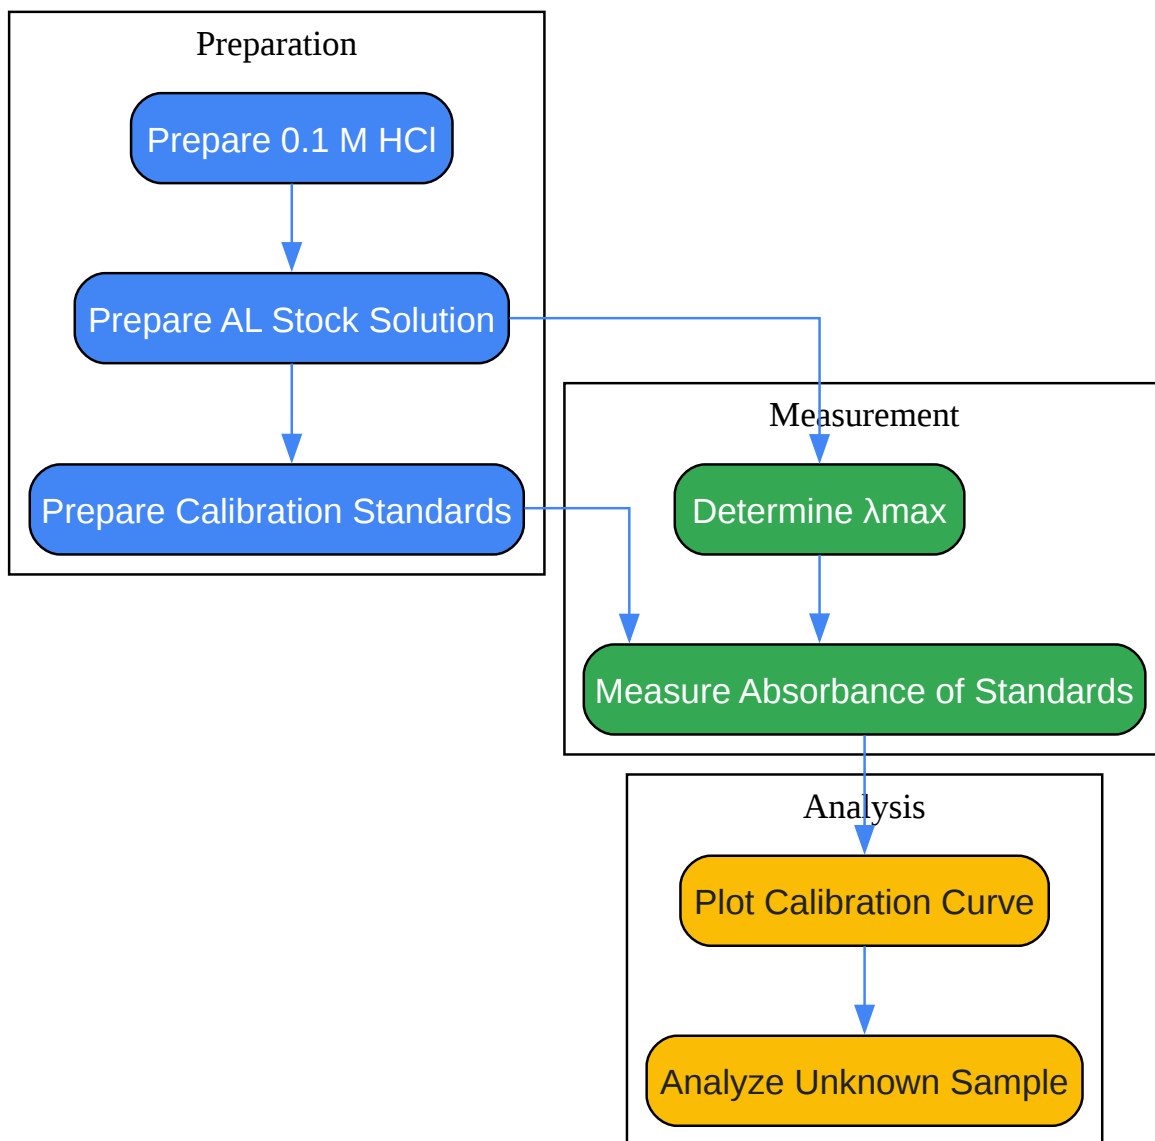 Preparation
Prepare 0.1 M HCl
Prepare AL Stock Solution
Prepare Calibration Standards
Measurement
Determine λmax
Measure Absorbance of Standards
Analysis
Plot Calibration Curve
Analyze Unknown Sample